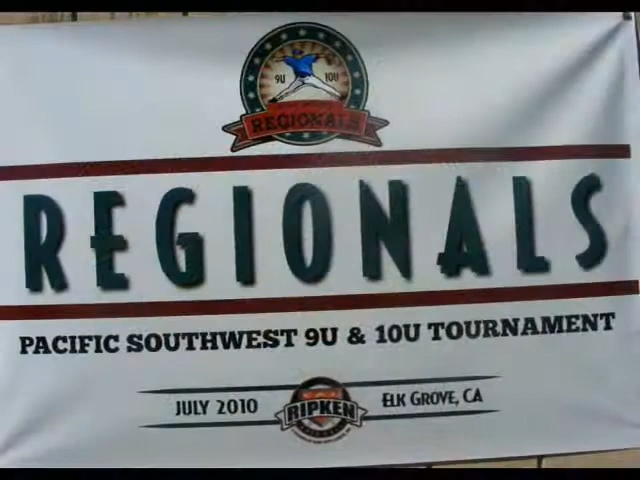 9U 10U
REGIONALS
REGIONALS
PACIFIC SOUTHWEST 9U & 10U TOURNAMENT
JULY 2010
RIPKEN
ELK GROVE, CA